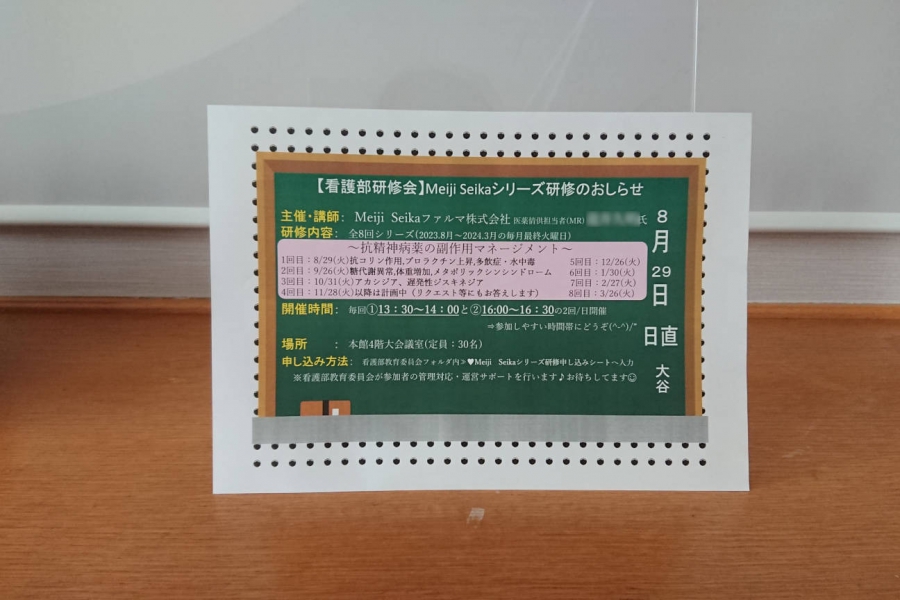 【看護部研修会】Meiji Seikaシリーズ研修のおしらせ
主催・講師： Meiji Seikaファルマ株式会社 医薬情報担当者(MR) 氏
研修内容： 全8回シリーズ(2023.8月～2024.3月の毎月最終火曜日)
～抗精神病薬の副作用マネージメント～
1回目：8/29(火)抗コリン作用,プロラクチン上昇,多飲症・水中毒 5回目：12/26(火)
2回目：9/26(火)糖代謝異常,体重増加,メタボリックシンシンドローム 6回目：1/30(火)
3回目：10/31(火)アカシジア、遅発性ジスキネジア 7回目：2/27(火)
4回目：11/28(火)以降は計画中（リクエスト等にもお答えします） 8回目：3/26(火)
開催時間： 毎回①13：30～14：00と②16:00～16：30の2回/日開催
⇒参加しやすい時間帯にどうぞ(^-^)/"
場所 ： 本館4階大会議室(定員：30名)
申し込み方法： 看護部教育委員会フォルダ内≫♥Meiji Seikaシリーズ研修申し込みシートへ入力
※看護部教育委員会が参加者の管理対応・運営サポートを行います♪お待ちしてます☺
8月29日
日直
大谷